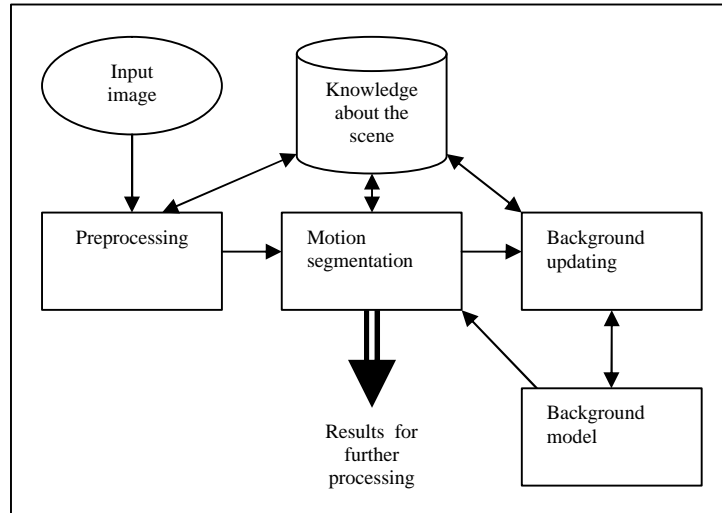 Input
image
Knowledge
about the
scene
Preprocessing
Motion
segmentation
Background
updating
Background
model
Results for
further
processing